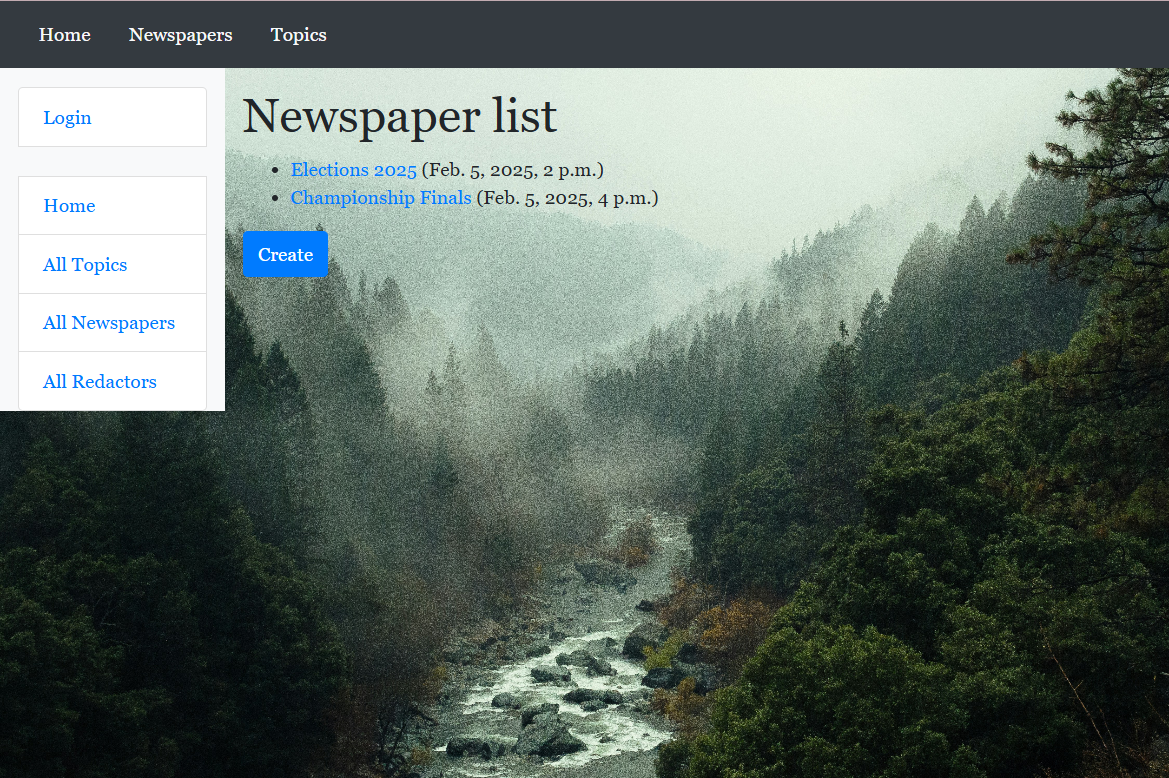 Home Newspapers Topics
Login
Home
All Topics
All Newspapers
All Redactors
Newspaper list
Elections 2025 (Feb. 5, 2025, 2 p.m.)
Championship Finals (Feb. 5, 2025, 4 p.m.)
Create